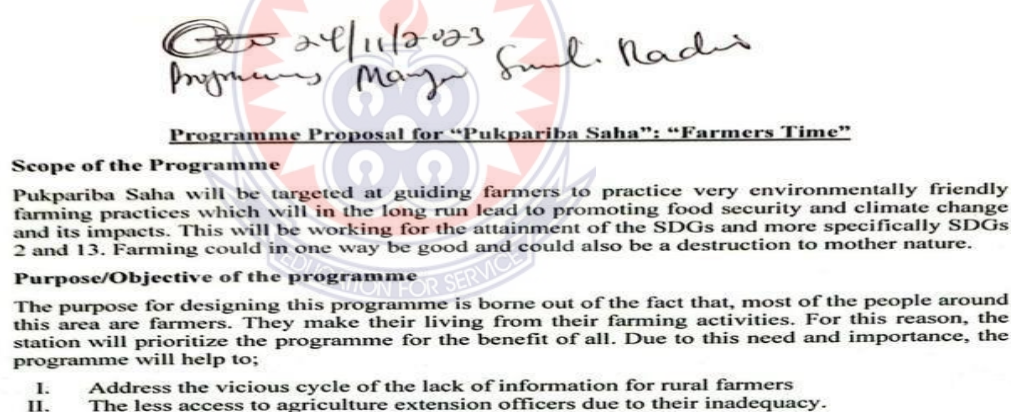 24/11/2023
Programmes Manager Radio
Programme Proposal for “Pukpariba Saha”: “Farmers Time”
Scope of the Programme
Pukpariba Saha will be targeted at guiding farmers to practice very environmentally friendly
farming practices which will in the long run lead to promoting food security and climate change
and its impacts. This will be working for the attainment of the SDGs and more specifically SDGs
2 and 13. Farming could in one way be good and could also be a destruction to mother nature.
EDUCATION FOR SERVICE
Purpose/Objective of the programme
The purpose for designing this programme is borne out of the fact that, most of the people around
this area are farmers. They make their living from their farming activities. For this reason, the
station will prioritize the programme for the benefit of all. Due to this need and importance, the
programme will help to;
I. Address the vicious cycle of the lack of information for rural farmers
II. The less access to agriculture extension officers due to their inadequacy.